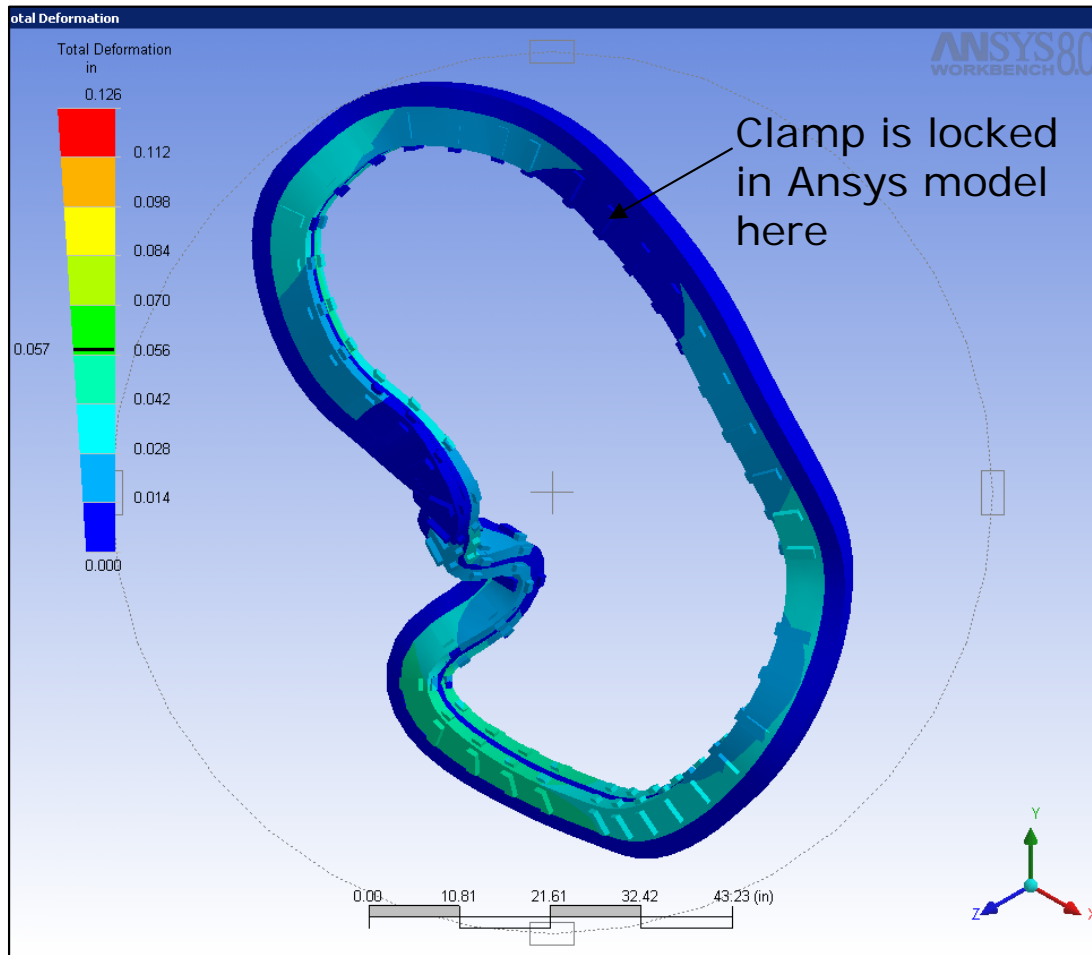 otal Deformation
Total Deformation
in
0.126
0.112
0.098
0.084
0.070
0.057
0.056
0.042
0.028
0.014
0.000
ANSYS 8.0
WORKBENCH
Clamp is locked
in Ansys model
here
0.00 10.81 21.61 32.42 43.23 (in)
Y
Z
X